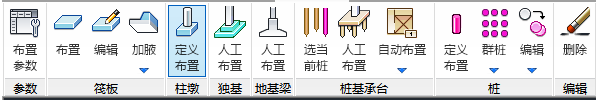 布置 布置 编辑 加腋 定义 人工 人工 选当 人工 自动布置 定义 群桩 编辑 删除
参数 布置 布置 布置 前桩 布置 布置
参数 筏板 柱墩 独基 地基梁 桩基承台 桩 编辑